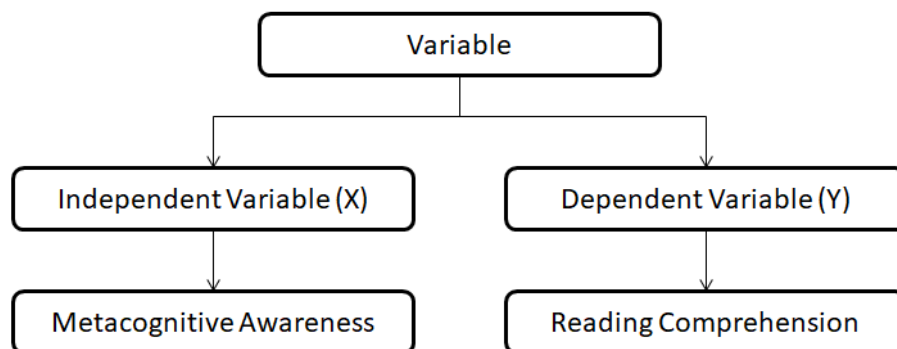 Variable
Independent Variable (X)
Dependent Variable (Y)
Metacognitive Awareness
Reading Comprehension